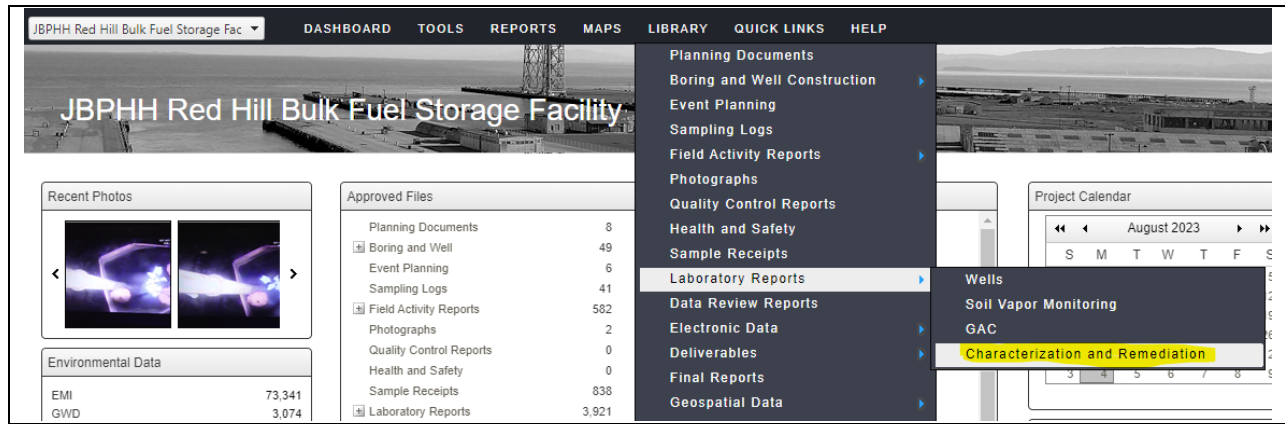 JBPHH Red Hill Bulk Fuel Storage Fac
DASHBOARD TOOLS REPORTS MAPS LIBRARY QUICK LINKS HELP
JBPHH Red Hill Bulk Fuel Storage Facility
Planning Documents
Boring and Well Construction
Event Planning
Sampling Logs
Field Activity Reports
Photographs
Quality Control Reports
Health and Safety
Sample Receipts
Laboratory Reports
Data Review Reports
Electronic Data
Deliverables
Final Reports
Geospatial Data
Wells
Soil Vapor Monitoring
GAC
Characterization and Remediation
Recent Photos
Environmental Data
EMI 73,341
GWD 3,074
Approved Files
Planning Documents 8
Boring and Well 49
Event Planning 6
Sampling Logs 41
Field Activity Reports 582
Photographs 2
Quality Control Reports 0
Health and Safety 0
Sample Receipts 838
Laboratory Reports 3,921
Project Calendar
August 2023
S M T W T F S
3 4 5 6 7 8 9